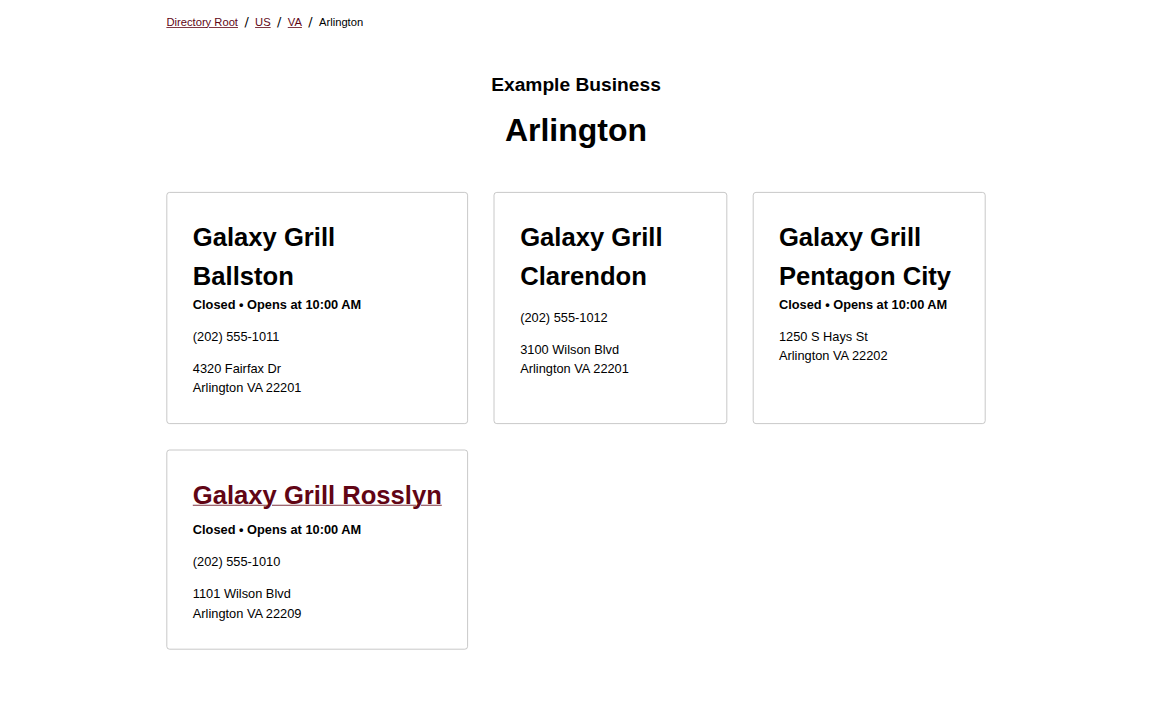 Directory Root / US / VA / Arlington
Example Business
Arlington
Galaxy Grill
Ballston
Closed • Opens at 10:00 AM
(202) 555-1011
4320 Fairfax Dr
Arlington VA 22201
Galaxy Grill
Clarendon
(202) 555-1012
3100 Wilson Blvd
Arlington VA 22201
Galaxy Grill
Pentagon City
Closed • Opens at 10:00 AM
1250 S Hays St
Arlington VA 22202
Galaxy Grill Rosslyn
Closed • Opens at 10:00 AM
(202) 555-1010
1101 Wilson Blvd
Arlington VA 22209